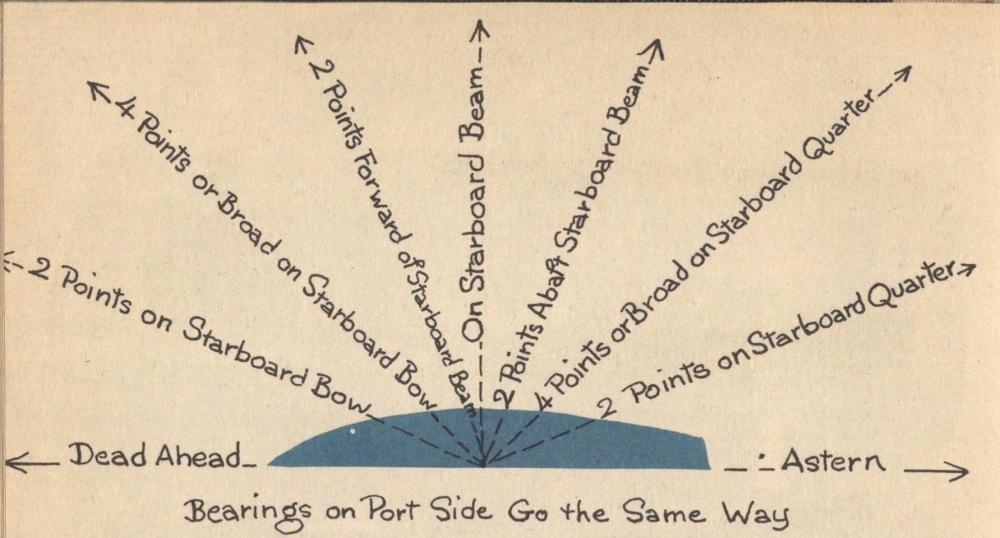 Dead Ahead
2 Points on Starboard Bow
4 Points or Broad on Starboard Bow
2 Points Forward of Starboard Beam
On Starboard Beam
2 Points Abaft Starboard Beam
4 Points or Broad on Starboard Quarter
2 Points on Starboard Quarter
Astern
Bearings on Port Side Go the Same Way